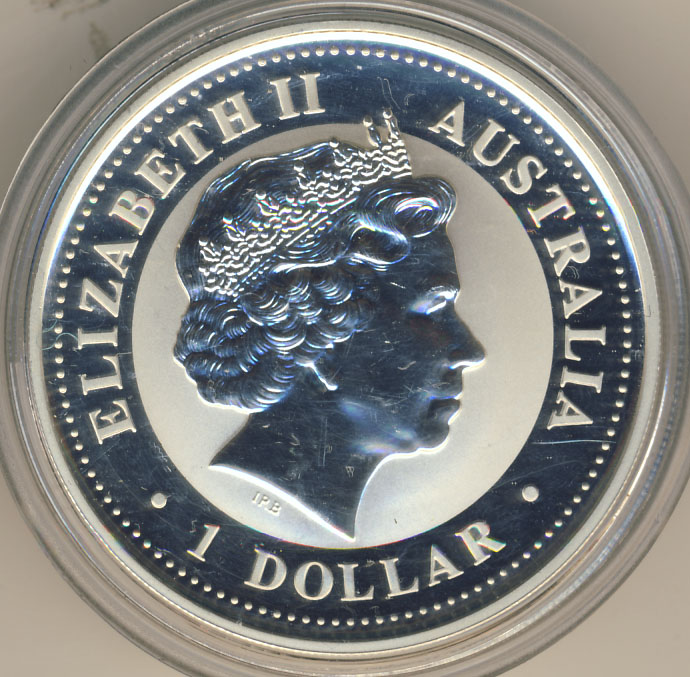 ELIZABETH II
AUSTRALIA
1 DOLLAR
IRB